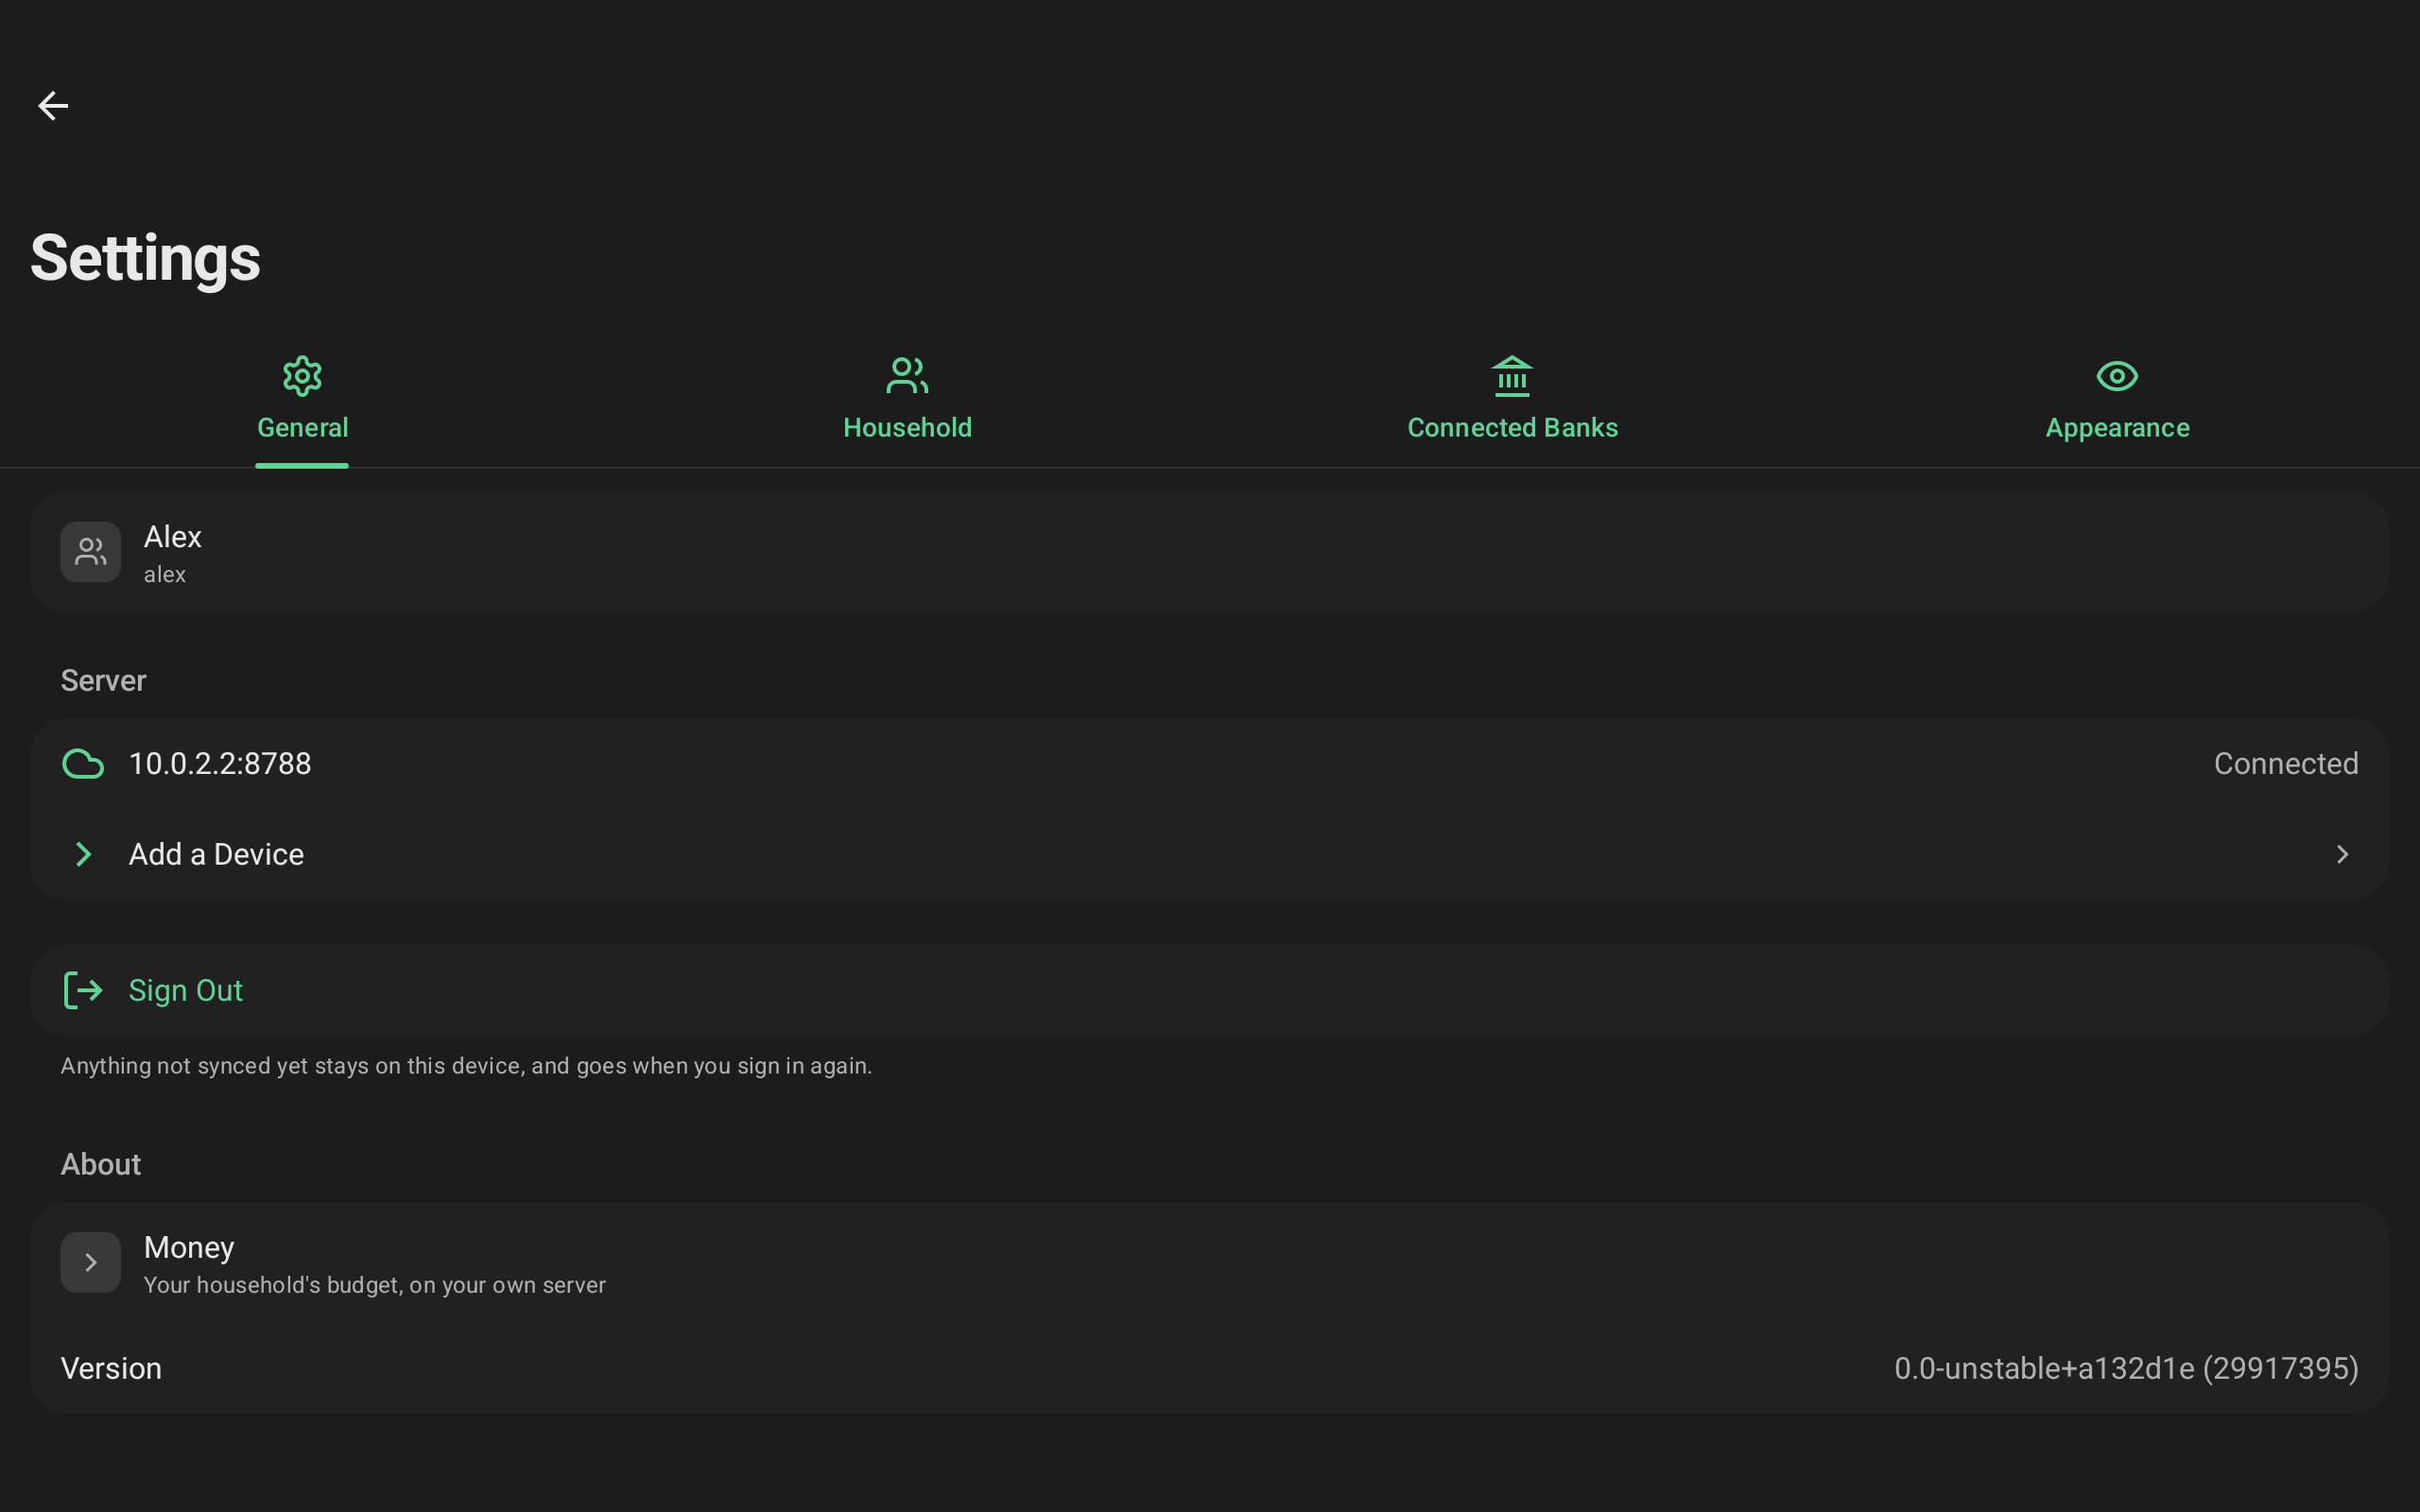 Settings
General
Household
Connected Banks
Appearance
Alex
alex
Server
10.0.2.2:8788
Connected
Add a Device
Sign Out
Anything not synced yet stays on this device, and goes when you sign in again.
About
Money
Your household's budget, on your own server
Version
0.0-unstable+a132d1e (29917395)